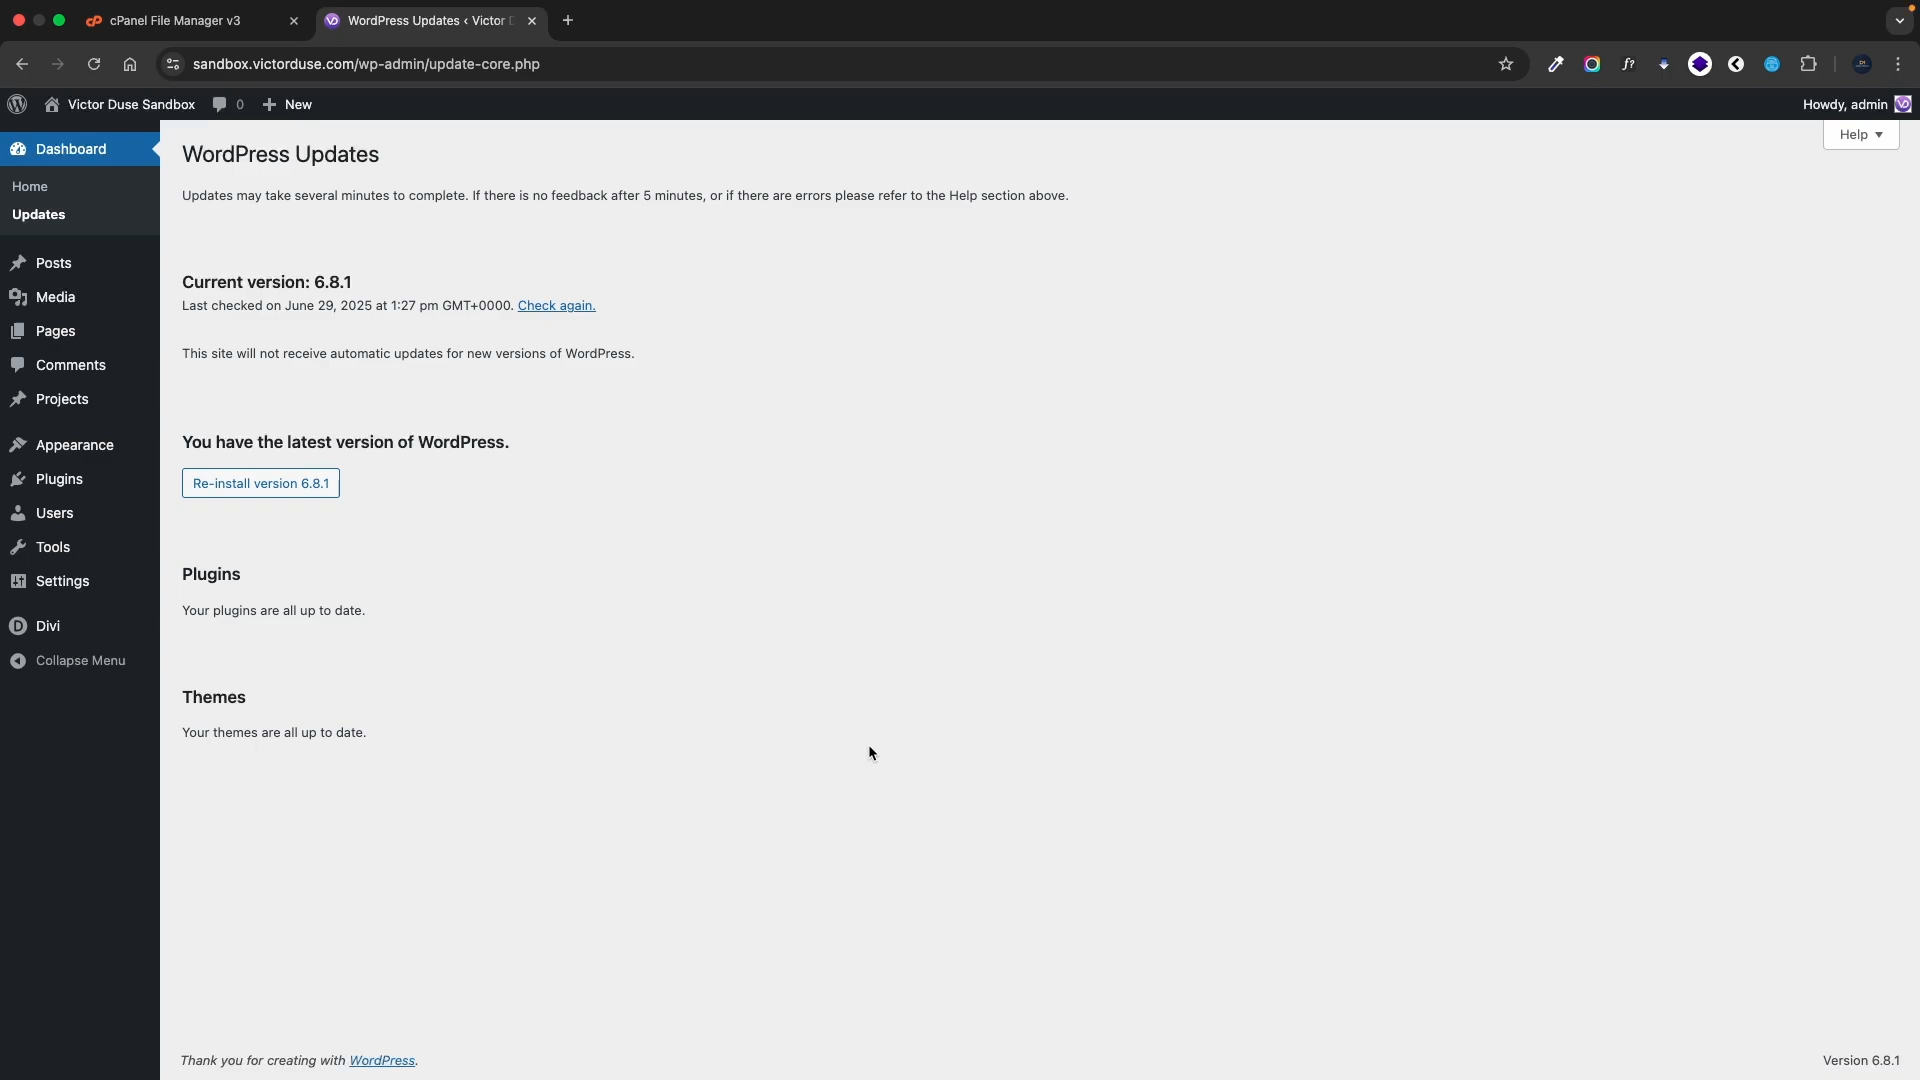 cPanel File Manager v3
WordPress Updates ‹ Victor D
sandbox.victorduse.com/wp-admin/update-core.php
f?
Victor Duse Sandbox
0
New
Howdy, admin
Dashboard
Home
Updates
Posts
Media
Pages
Comments
Projects
Appearance
Plugins
Users
Tools
Settings
Divi
Collapse Menu
Help
WordPress Updates
Updates may take several minutes to complete. If there is no feedback after 5 minutes, or if there are errors please refer to the Help section above.
Current version: 6.8.1
Last checked on June 29, 2025 at 1:27 pm GMT+0000. Check again.
This site will not receive automatic updates for new versions of WordPress.
You have the latest version of WordPress.
Re-install version 6.8.1
Plugins
Your plugins are all up to date.
Themes
Your themes are all up to date.
Thank you for creating with WordPress.
Version 6.8.1